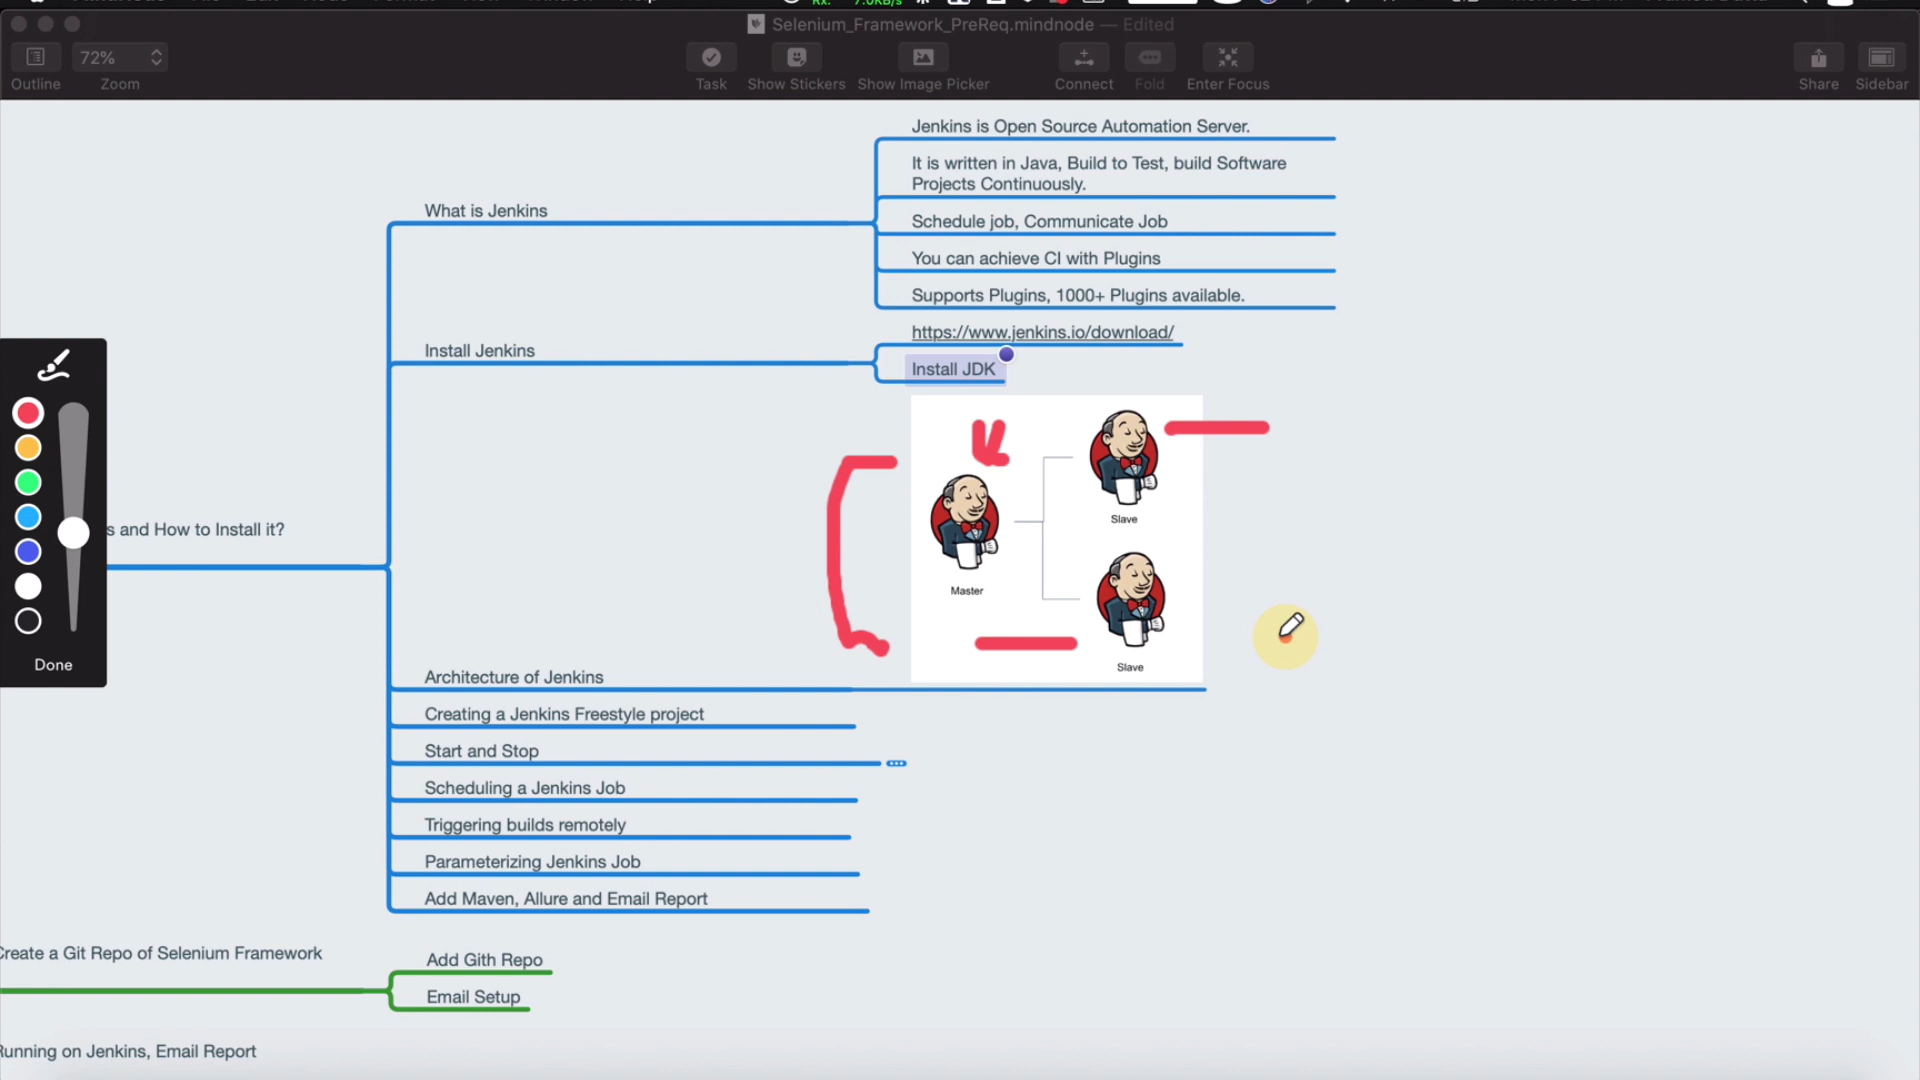 Selenium_Framework_PreReq.mindnode — Edited
72%
Outline
Zoom
Task
Show Stickers
Show Image Picker
Connect
Fold
Enter Focus
Share
Sidebar
Jenkins is Open Source Automation Server.
It is written in Java, Build to Test, build Software
Projects Continuously.
What is Jenkins
Schedule job, Communicate Job
You can achieve CI with Plugins
Supports Plugins, 1000+ Plugins available.
https://www.jenkins.io/download/
Install Jenkins
Install JDK
Slave
s and How to Install it?
Master
Done
Slave
Architecture of Jenkins
Creating a Jenkins Freestyle project
Start and Stop
Scheduling a Jenkins Job
Triggering builds remotely
Parameterizing Jenkins Job
Add Maven, Allure and Email Report
Create a Git Repo of Selenium Framework
Add Gith Repo
Email Setup
Running on Jenkins, Email Report